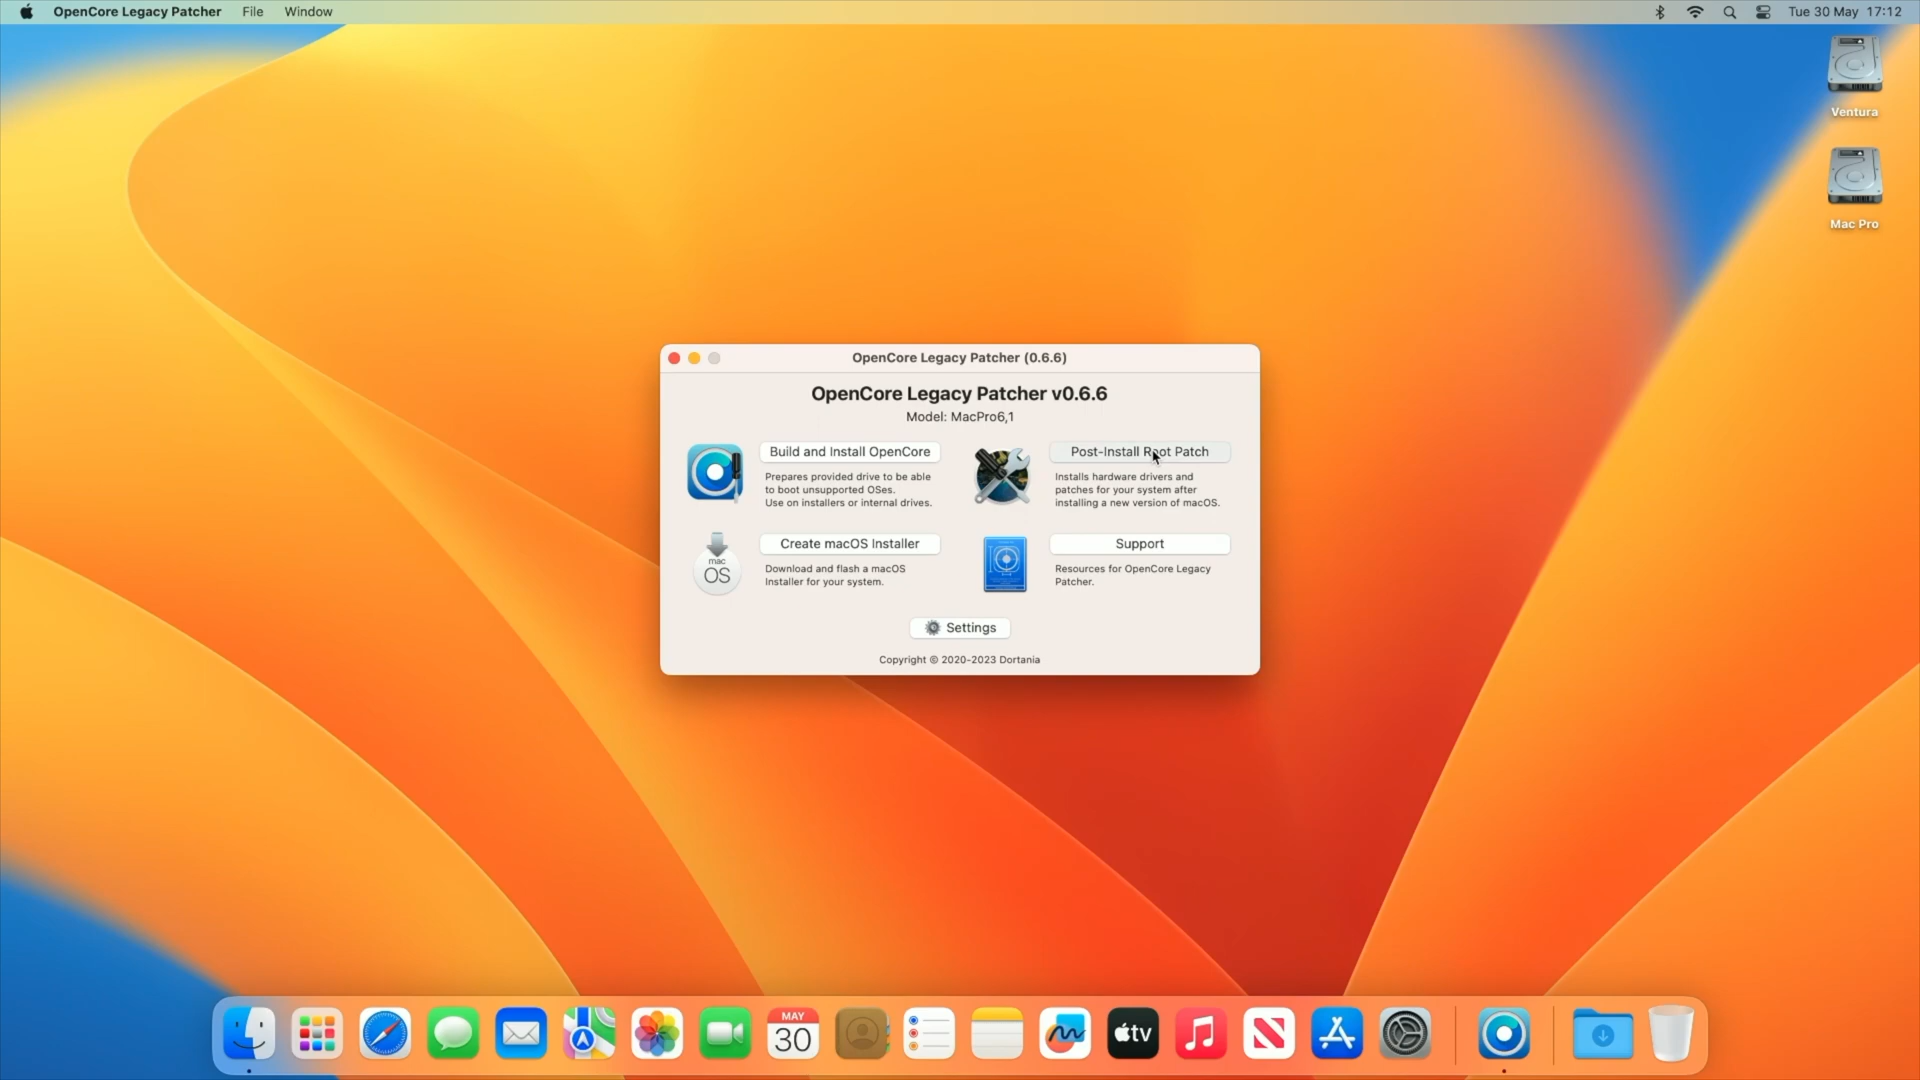 OpenCore Legacy Patcher File Window Tue 30 May 17:12
Ventura
Mac Pro
OpenCore Legacy Patcher (0.6.6)
OpenCore Legacy Patcher v0.6.6
Model: MacPro6,1
Build and Install OpenCore
Prepares provided drive to be able
to boot unsupported OSes.
Use on installers or internal drives.
Post-Install Root Patch
Installs hardware drivers and
patches for your system after
installing a new version of macOS.
mac
OS
Create macOS Installer
Download and flash a macOS
Installer for your system.
Support
Resources for OpenCore Legacy
Patcher.
Settings
Copyright © 2020-2023 Dortania
MAY
30
tv